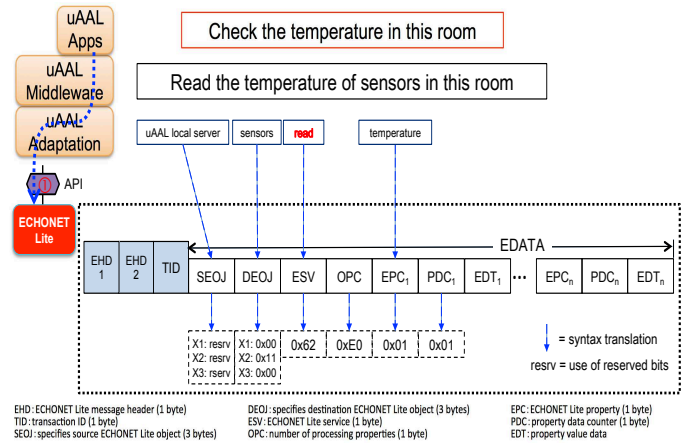 uAAL
Apps
Check the temperature in this room
uAAL
Middleware
Read the temperature of sensors in this room
uAAL
Adaptation
uAAL local server
sensors
read
temperature
①
API
ECHONET
Lite
EDATA
EHD
1
EHD
2
TID
SEOJ
DEOJ
ESV
OPC
EPC1
PDC1
EDT1
...
EPCn
PDCn
EDTn
X1: resrv
X2: resrv
X3: rserv
X1: 0x00
X2: 0x11
X3: 0x00
0x62
0xE0
0x01
0x01
= syntax translation
resrv = use of reserved bits
EHD : ECHONET Lite message header (1 byte)
TID : transaction ID (1 byte)
SEOJ : specifies source ECHONET Lite object (3 bytes)
DEOJ : specifies destination ECHONET Lite object (3 bytes)
ESV : ECHONET Lite service (1 byte)
OPC : number of processing properties (1 byte)
EPC : ECHONET Lite property (1 byte)
PDC : property data counter (1 byte)
EDT : property value data